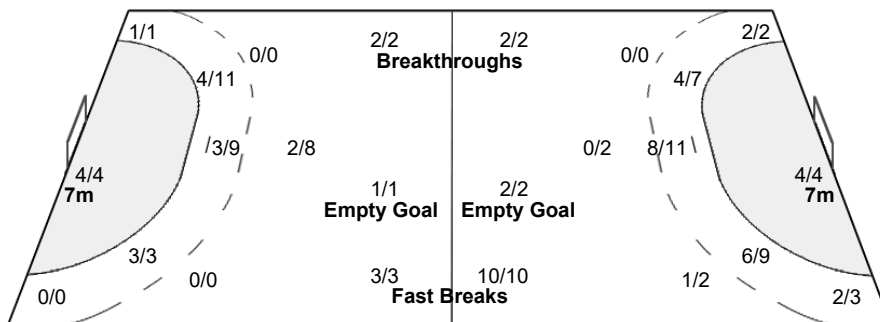 1/1 2/2 2/2 2/2
0/0 Breakthroughs 0/0
4/11 4/7
3/9 2/8 0/2 8/11
4/4 4/4
7m 1/1 2/2 7m
Empty Goal Empty Goal
3/3 6/9
0/0 3/3 10/10 1/2
0/0 Fast Breaks 2/3